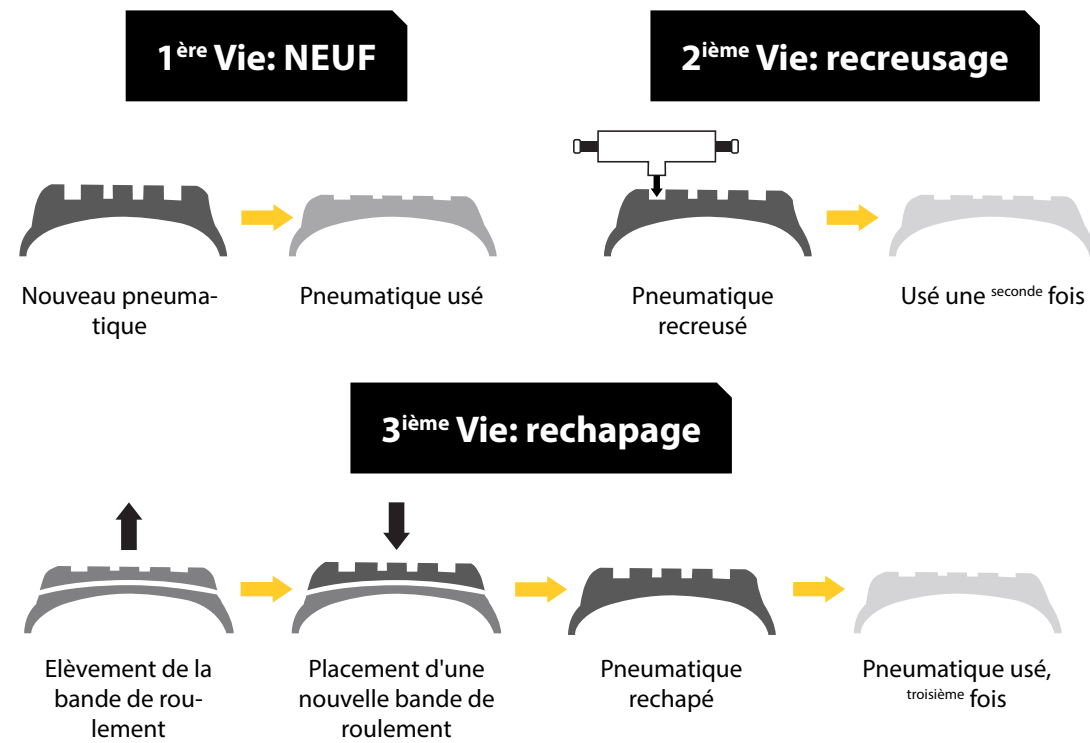 1ère Vie: NEUF
2ième Vie: recreusage
Nouveau pneuma-
tique
Pneumatique usé
Pneumatique
recreusé
Usé une seconde fois
3ième Vie: rechapage
Elèvement de la
bande de rou-
lement
Placement d'une
nouvelle bande de
roulement
Pneumatique
rechapé
Pneumatique usé,
troisième fois